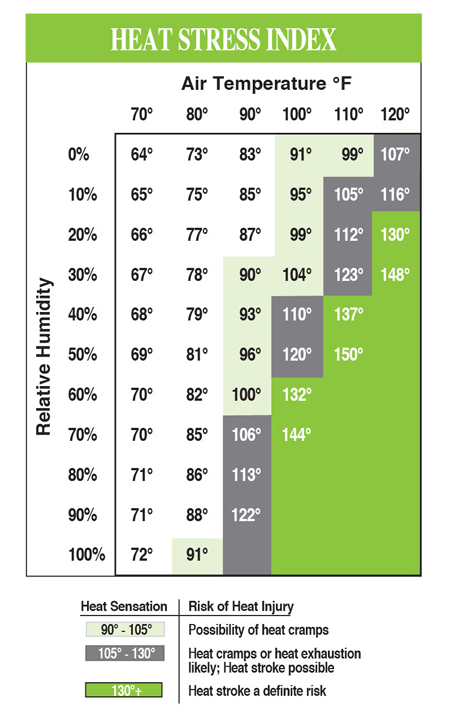 HEAT STRESS INDEX
Air Temperature °F
70° 80° 90° 100° 110° 120°
Relative Humidity
0% 64° 73° 83° 91° 99° 107°
10% 65° 75° 85° 95° 105° 116°
20% 66° 77° 87° 99° 112° 130°
30% 67° 78° 90° 104° 123° 148°
40% 68° 79° 93° 110° 137°
50% 69° 81° 96° 120° 150°
60% 70° 82° 100° 132°
70% 70° 85° 106° 144°
80% 71° 86° 113°
90% 71° 88° 122°
100% 72° 91°
Heat Sensation Risk of Heat Injury
90° - 105° Possibility of heat cramps
105° - 130° Heat cramps or heat exhaustion
likely; Heat stroke possible
130°+ Heat stroke a definite risk